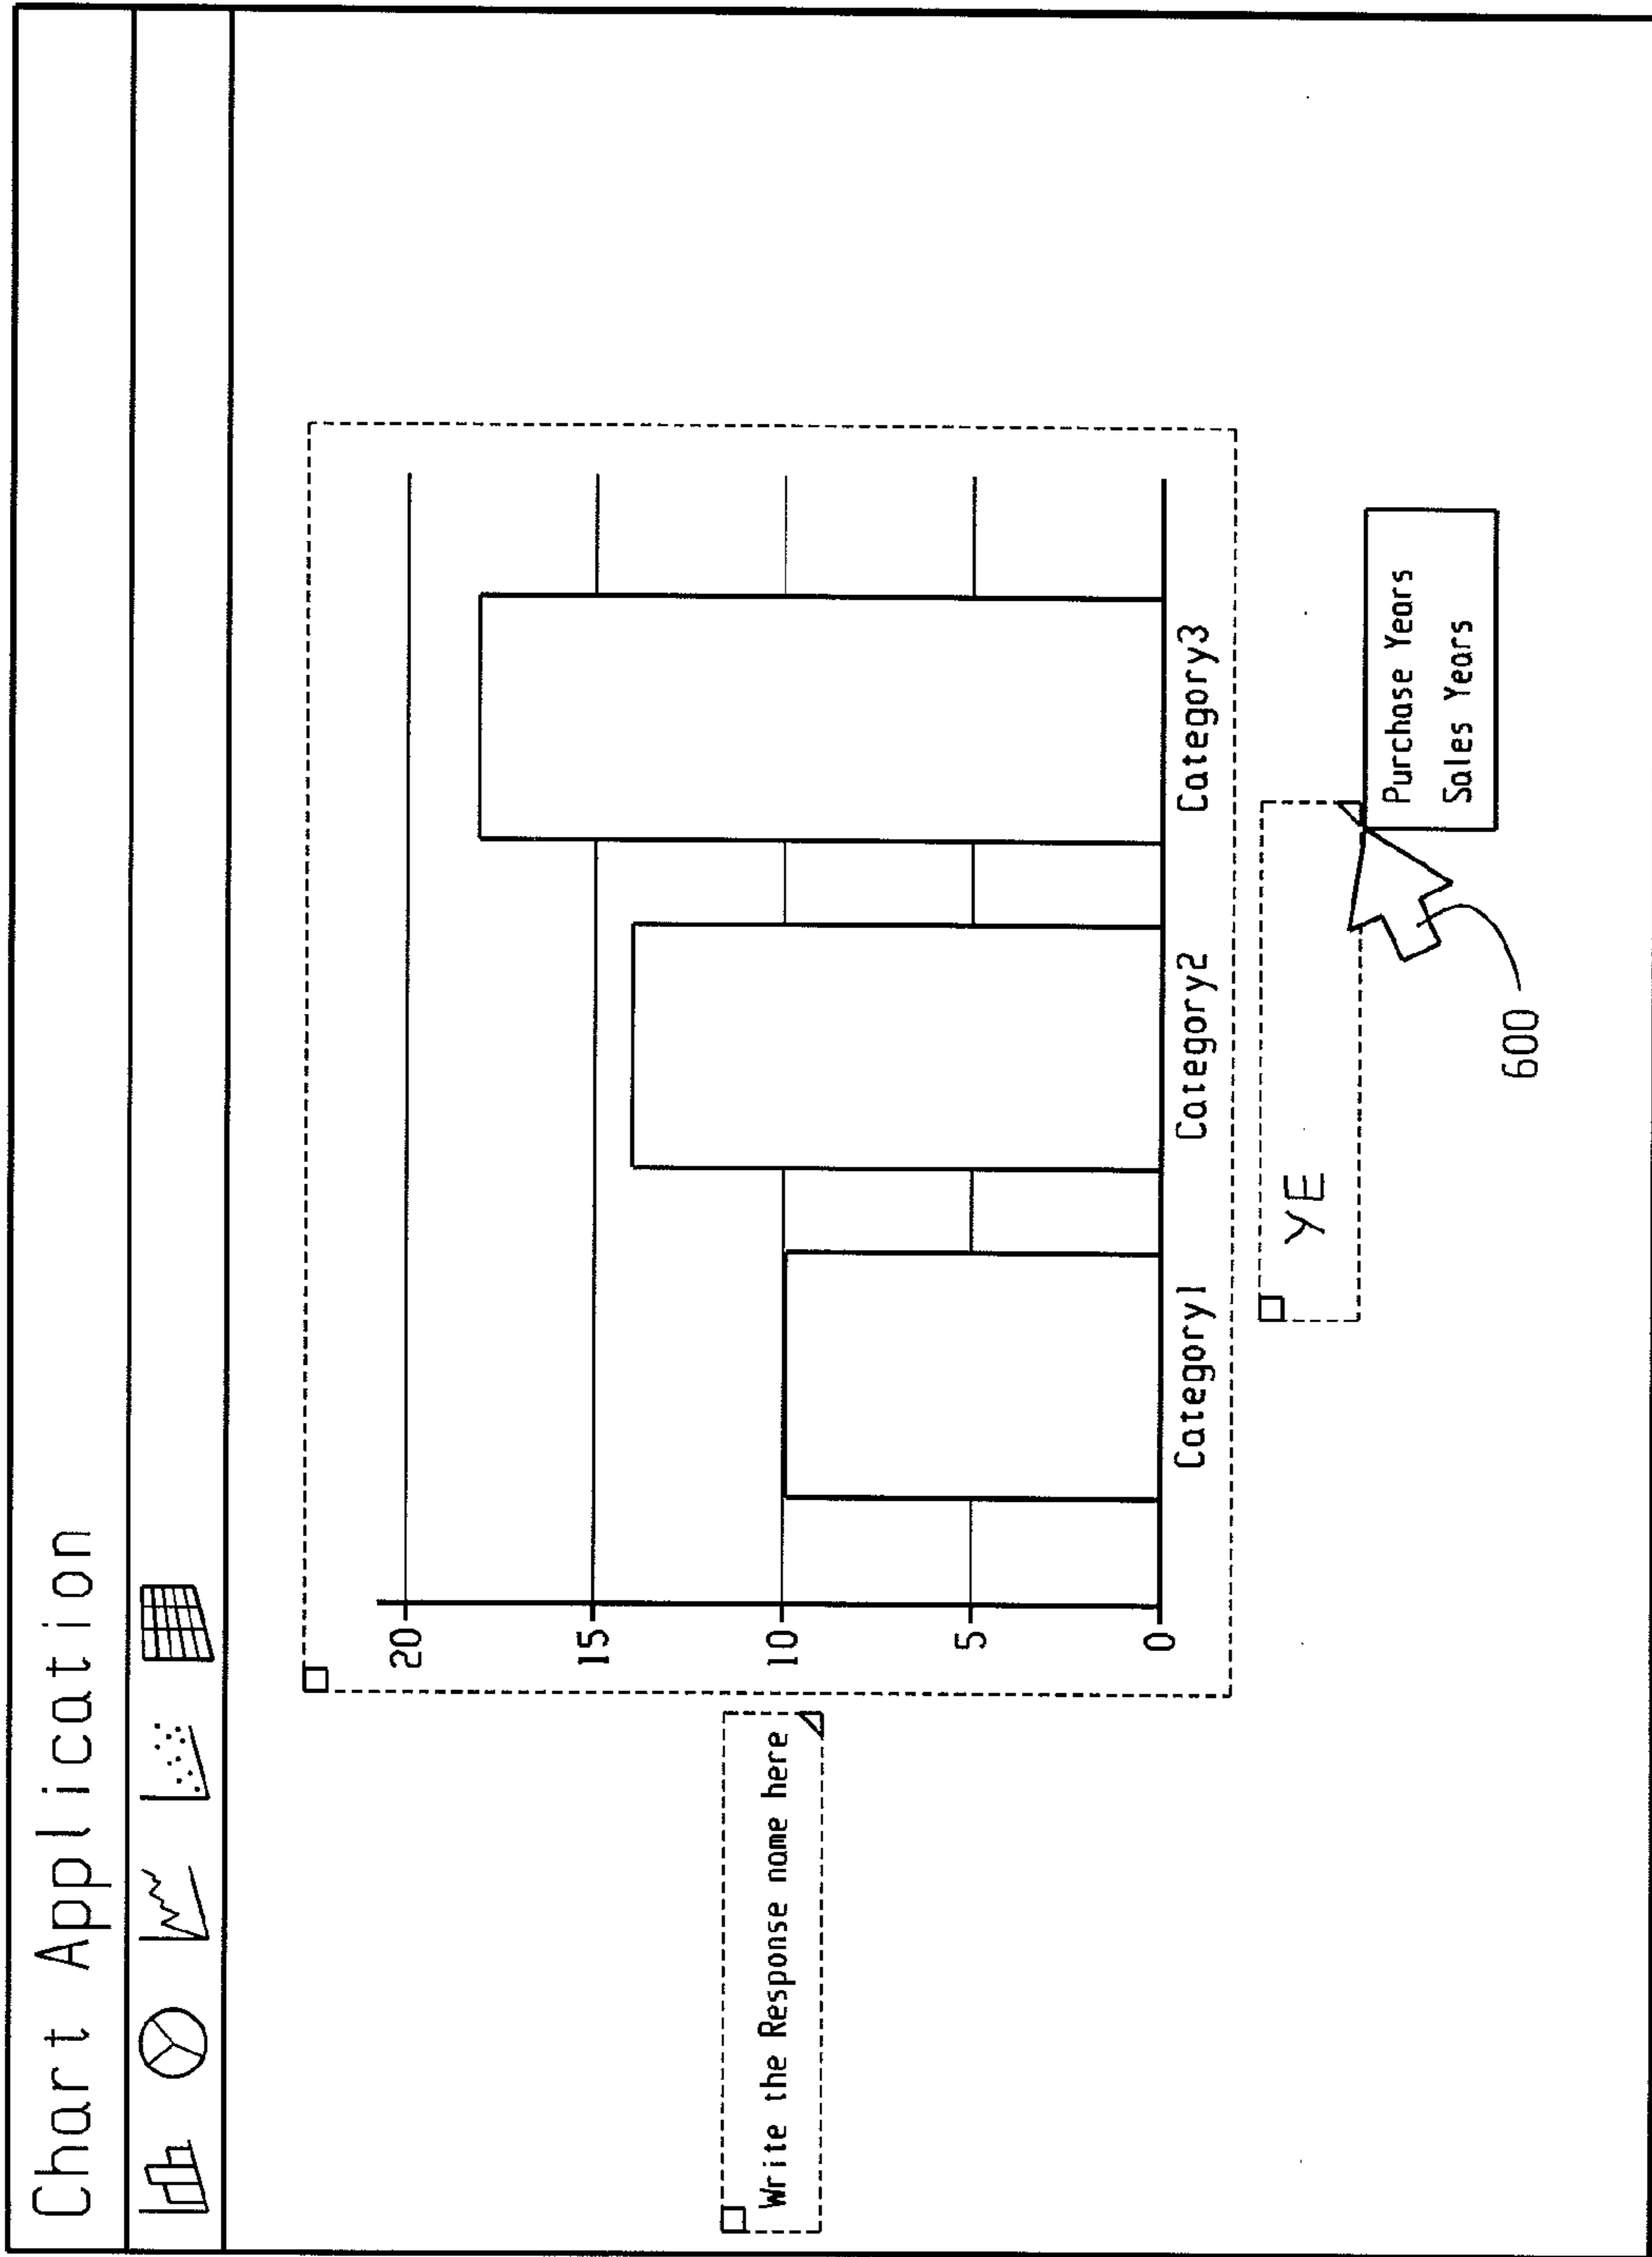 Chart Application
20
15
10
5
0
Write the Response name here
Category1 Category2 Category3
YE
Purchase Years
Sales Years
600